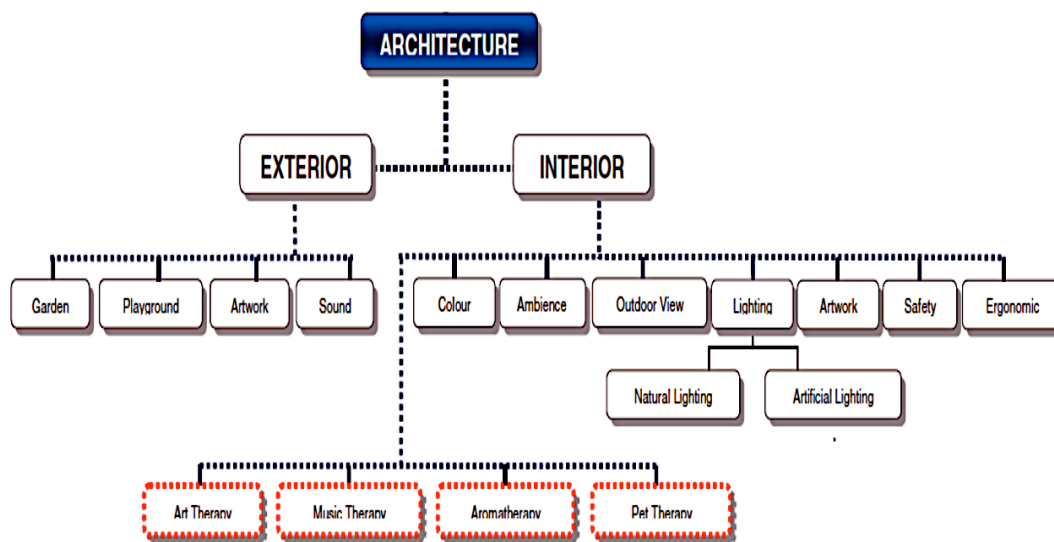 ARCHITECTURE
EXTERIOR
INTERIOR
Garden
Playground
Artwork
Sound
Colour
Ambience
Outdoor View
Lighting
Artwork
Safety
Ergonomic
Natural Lighting
Artificial Lighting
Art Therapy
Music Therapy
Aromatherapy
Pet Therapy